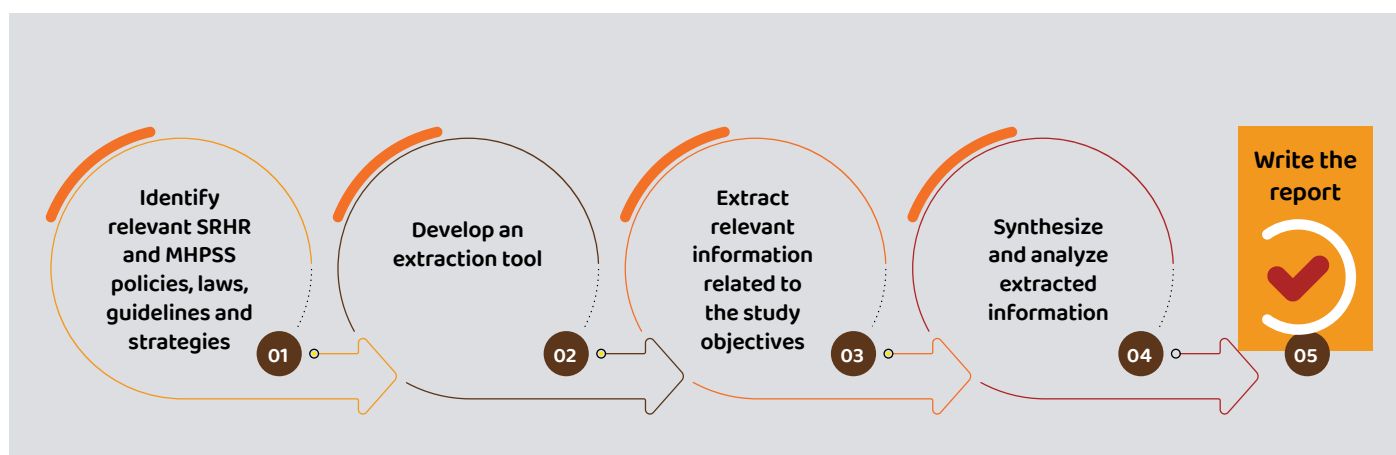 Identify
relevant SRHR
and MHPSS
policies, laws,
guidelines and
strategies
01
Develop an
extraction tool
02
Extract
relevant
information
related to
the study
objectives
03
Synthesize
and analyze
extracted
information
04
Write the
report
05